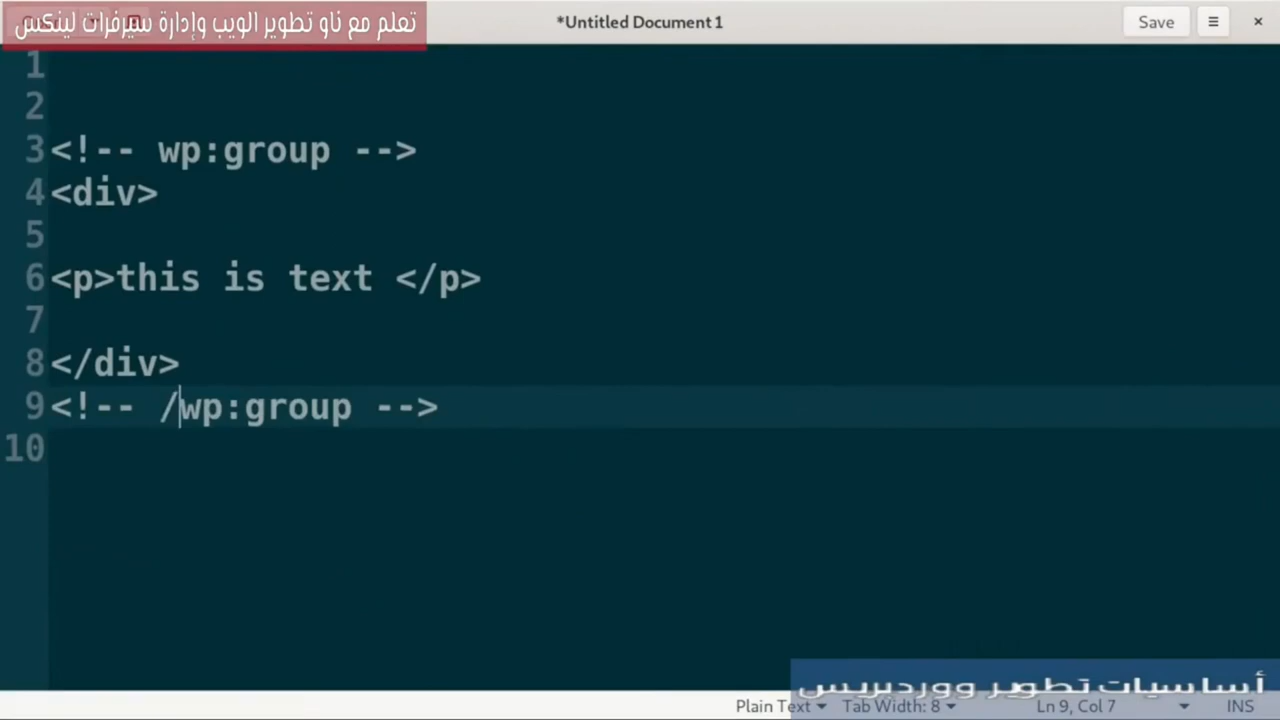 تعلم مع ناو تطوير الويب وإدارة سيرفرات لينكس
*Untitled Document 1
Save
1
2
3 <!-- wp:group -->
4 <div>
5
6 <p>this is text </p>
7
8 </div>
9 <!-- /wp:group -->
10
أساسيات تطوير ووردبريس
Plain Text Tab Width: 8 Ln 9, Col 7 INS